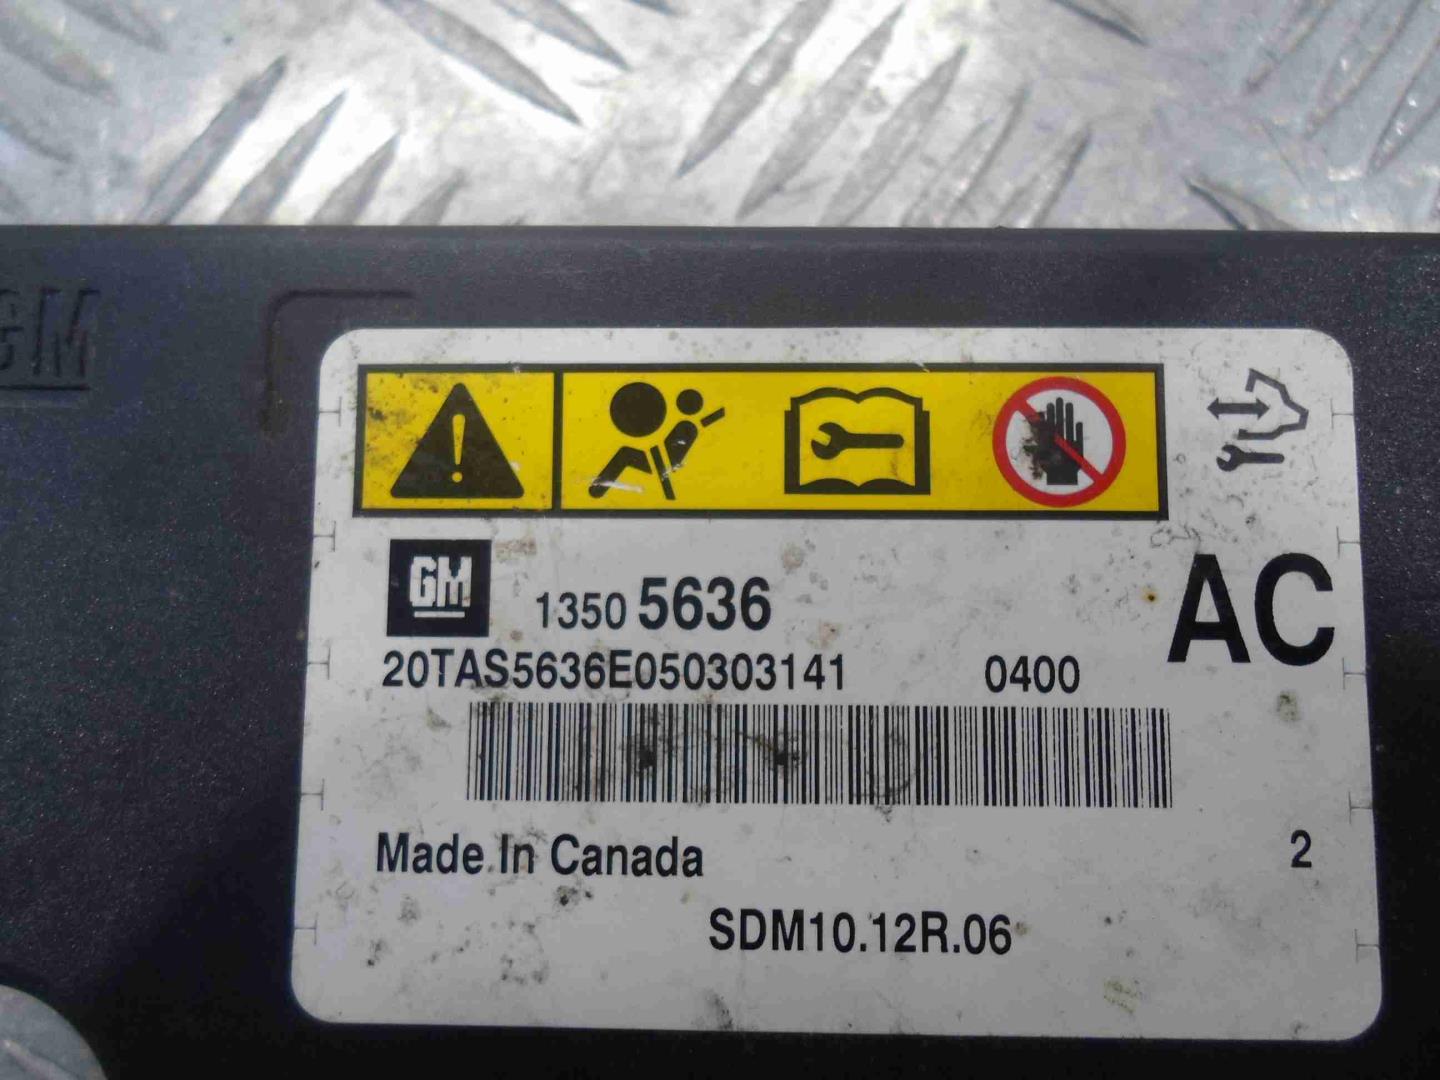 GM
GM 1350 5636 AC
20TAS5636E050303141 0400
Made In Canada 2
SDM10.12R.06